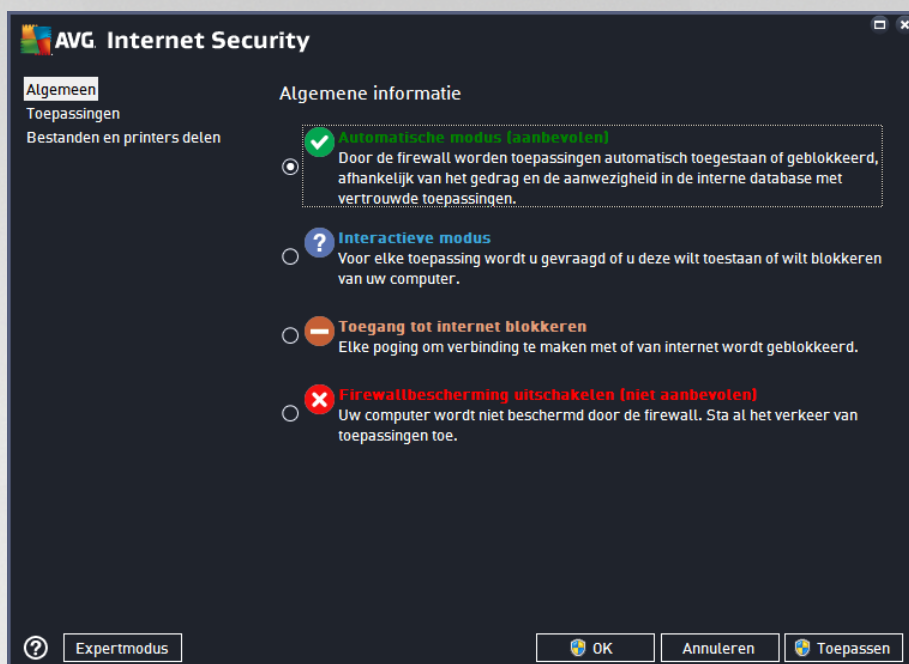 AVG Internet Security
Algemeen
Toepassingen
Bestanden en printers delen
Algemene informatie
Automatische modus (aanbevolen)
Door de firewall worden toepassingen automatisch toegestaan of geblokkeerd,
afhankelijk van het gedrag en de aanwezigheid in de interne database met
vertrouwde toepassingen.
Interactieve modus
Voor elke toepassing wordt u gevraagd of u deze wilt toestaan of wilt blokkeren
van uw computer.
Toegang tot internet blokkeren
Elke poging om verbinding te maken met of van internet wordt geblokkeerd.
Firewallbescherming uitschakelen (niet aanbevolen)
Uw computer wordt niet beschermd door de firewall. Sta al het verkeer van
toepassingen toe.
Expertmodus
OK
Annuleren
Toepassen